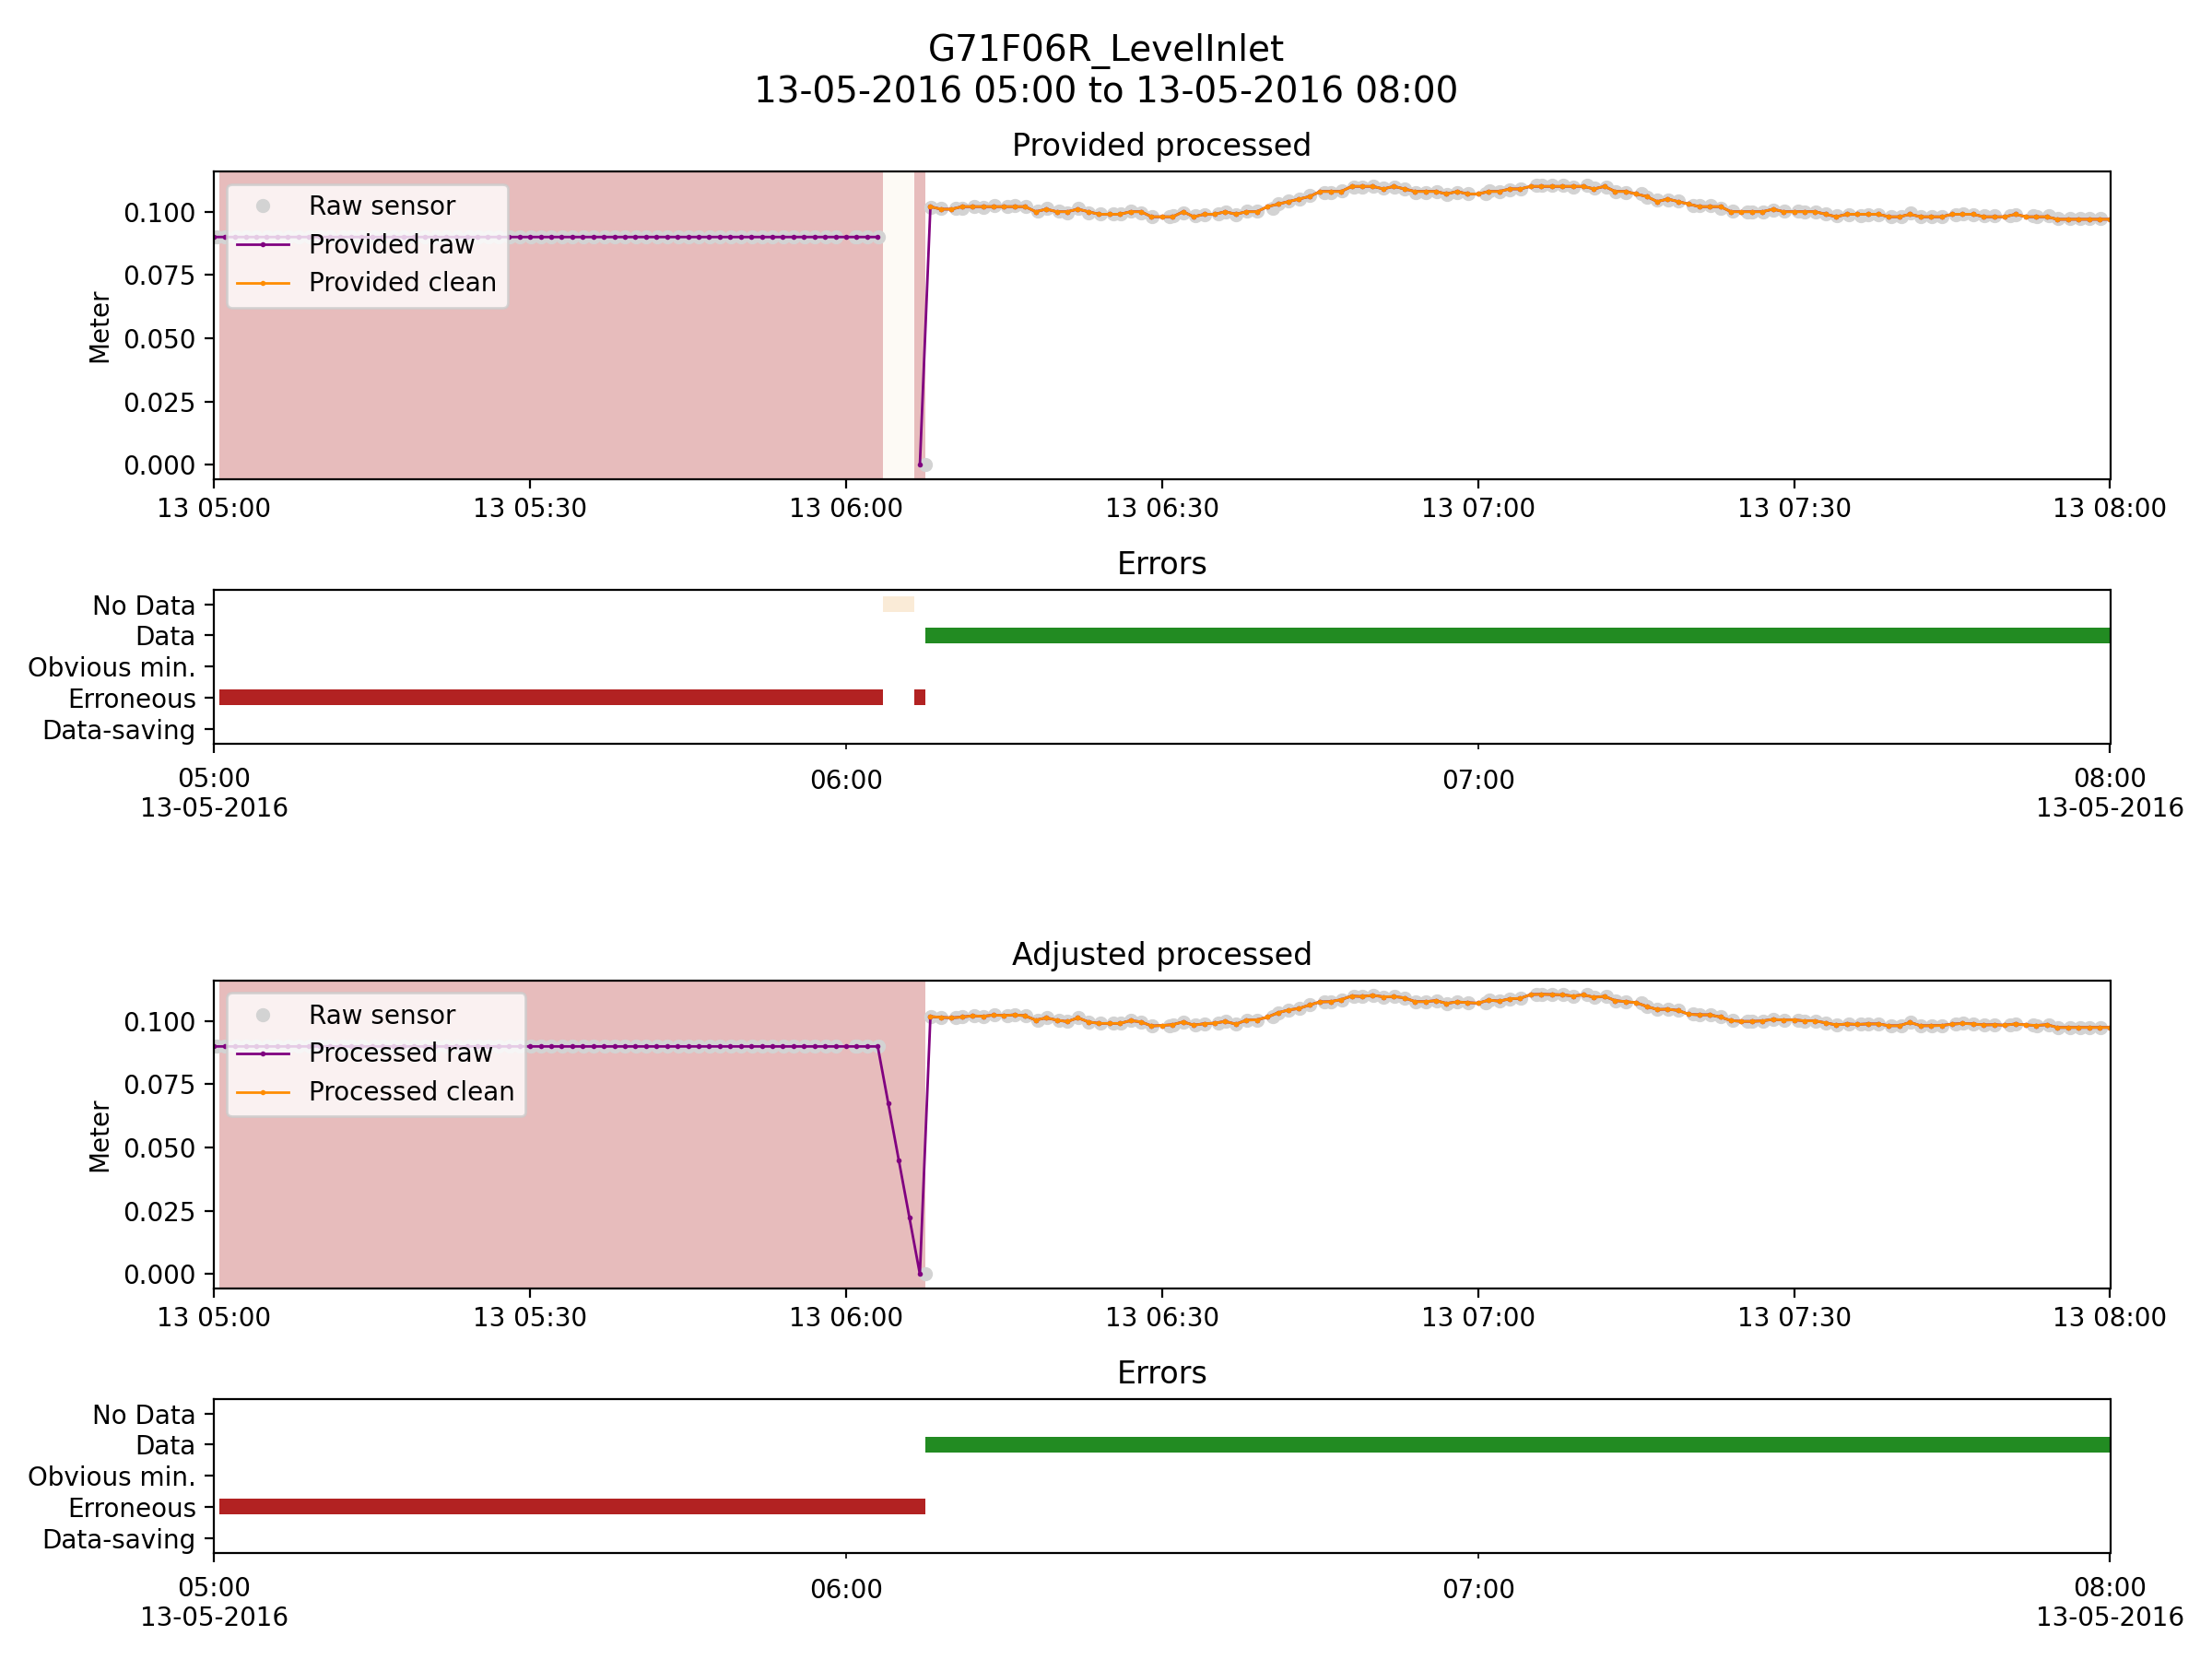 G71F06R_LevelInlet
13-05-2016 05:00 to 13-05-2016 08:00
Provided processed
Raw sensor
Provided raw
Provided clean
Meter
0.100
0.075
0.050
0.025
0.000
13 05:00 13 05:30 13 06:00 13 06:30 13 07:00 13 07:30 13 08:00
Errors
No Data
Data
Obvious min.
Erroneous
Data-saving
05:00 06:00 07:00 08:00
13-05-2016 13-05-2016
Adjusted processed
Raw sensor
Processed raw
Processed clean
Meter
0.100
0.075
0.050
0.025
0.000
13 05:00 13 05:30 13 06:00 13 06:30 13 07:00 13 07:30 13 08:00
Errors
No Data
Data
Obvious min.
Erroneous
Data-saving
05:00 06:00 07:00 08:00
13-05-2016 13-05-2016